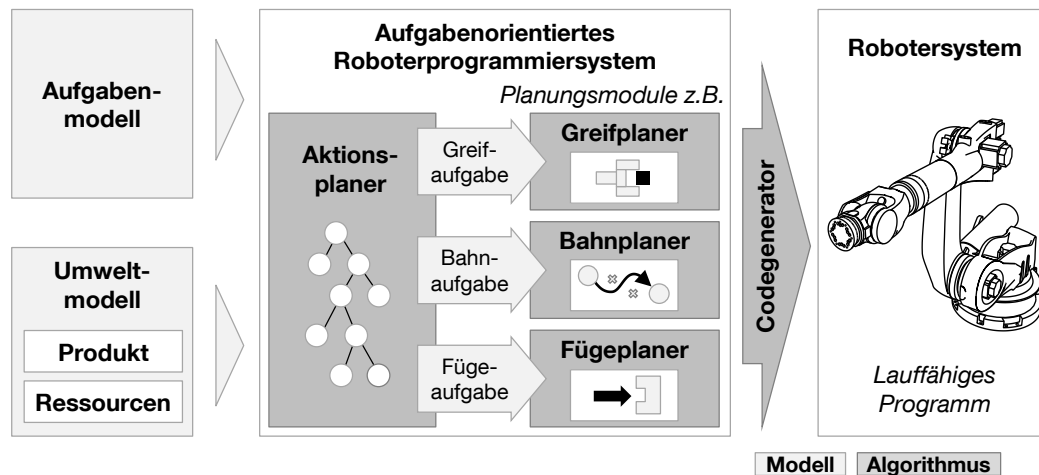 Aufgaben-
modell
Umwelt-
modell
Produkt
Ressourcen
Aufgabenorientiertes
Roboterprogrammiersystem
Planungsmodule z.B.
Aktions-
planer
Greif-
aufgabe
Greifplaner
Bahn-
aufgabe
Bahnplaner
Füge-
aufgabe
Fügeplaner
Codegenerator
Robotersystem
Lauffähiges
Programm
Modell
Algorithmus